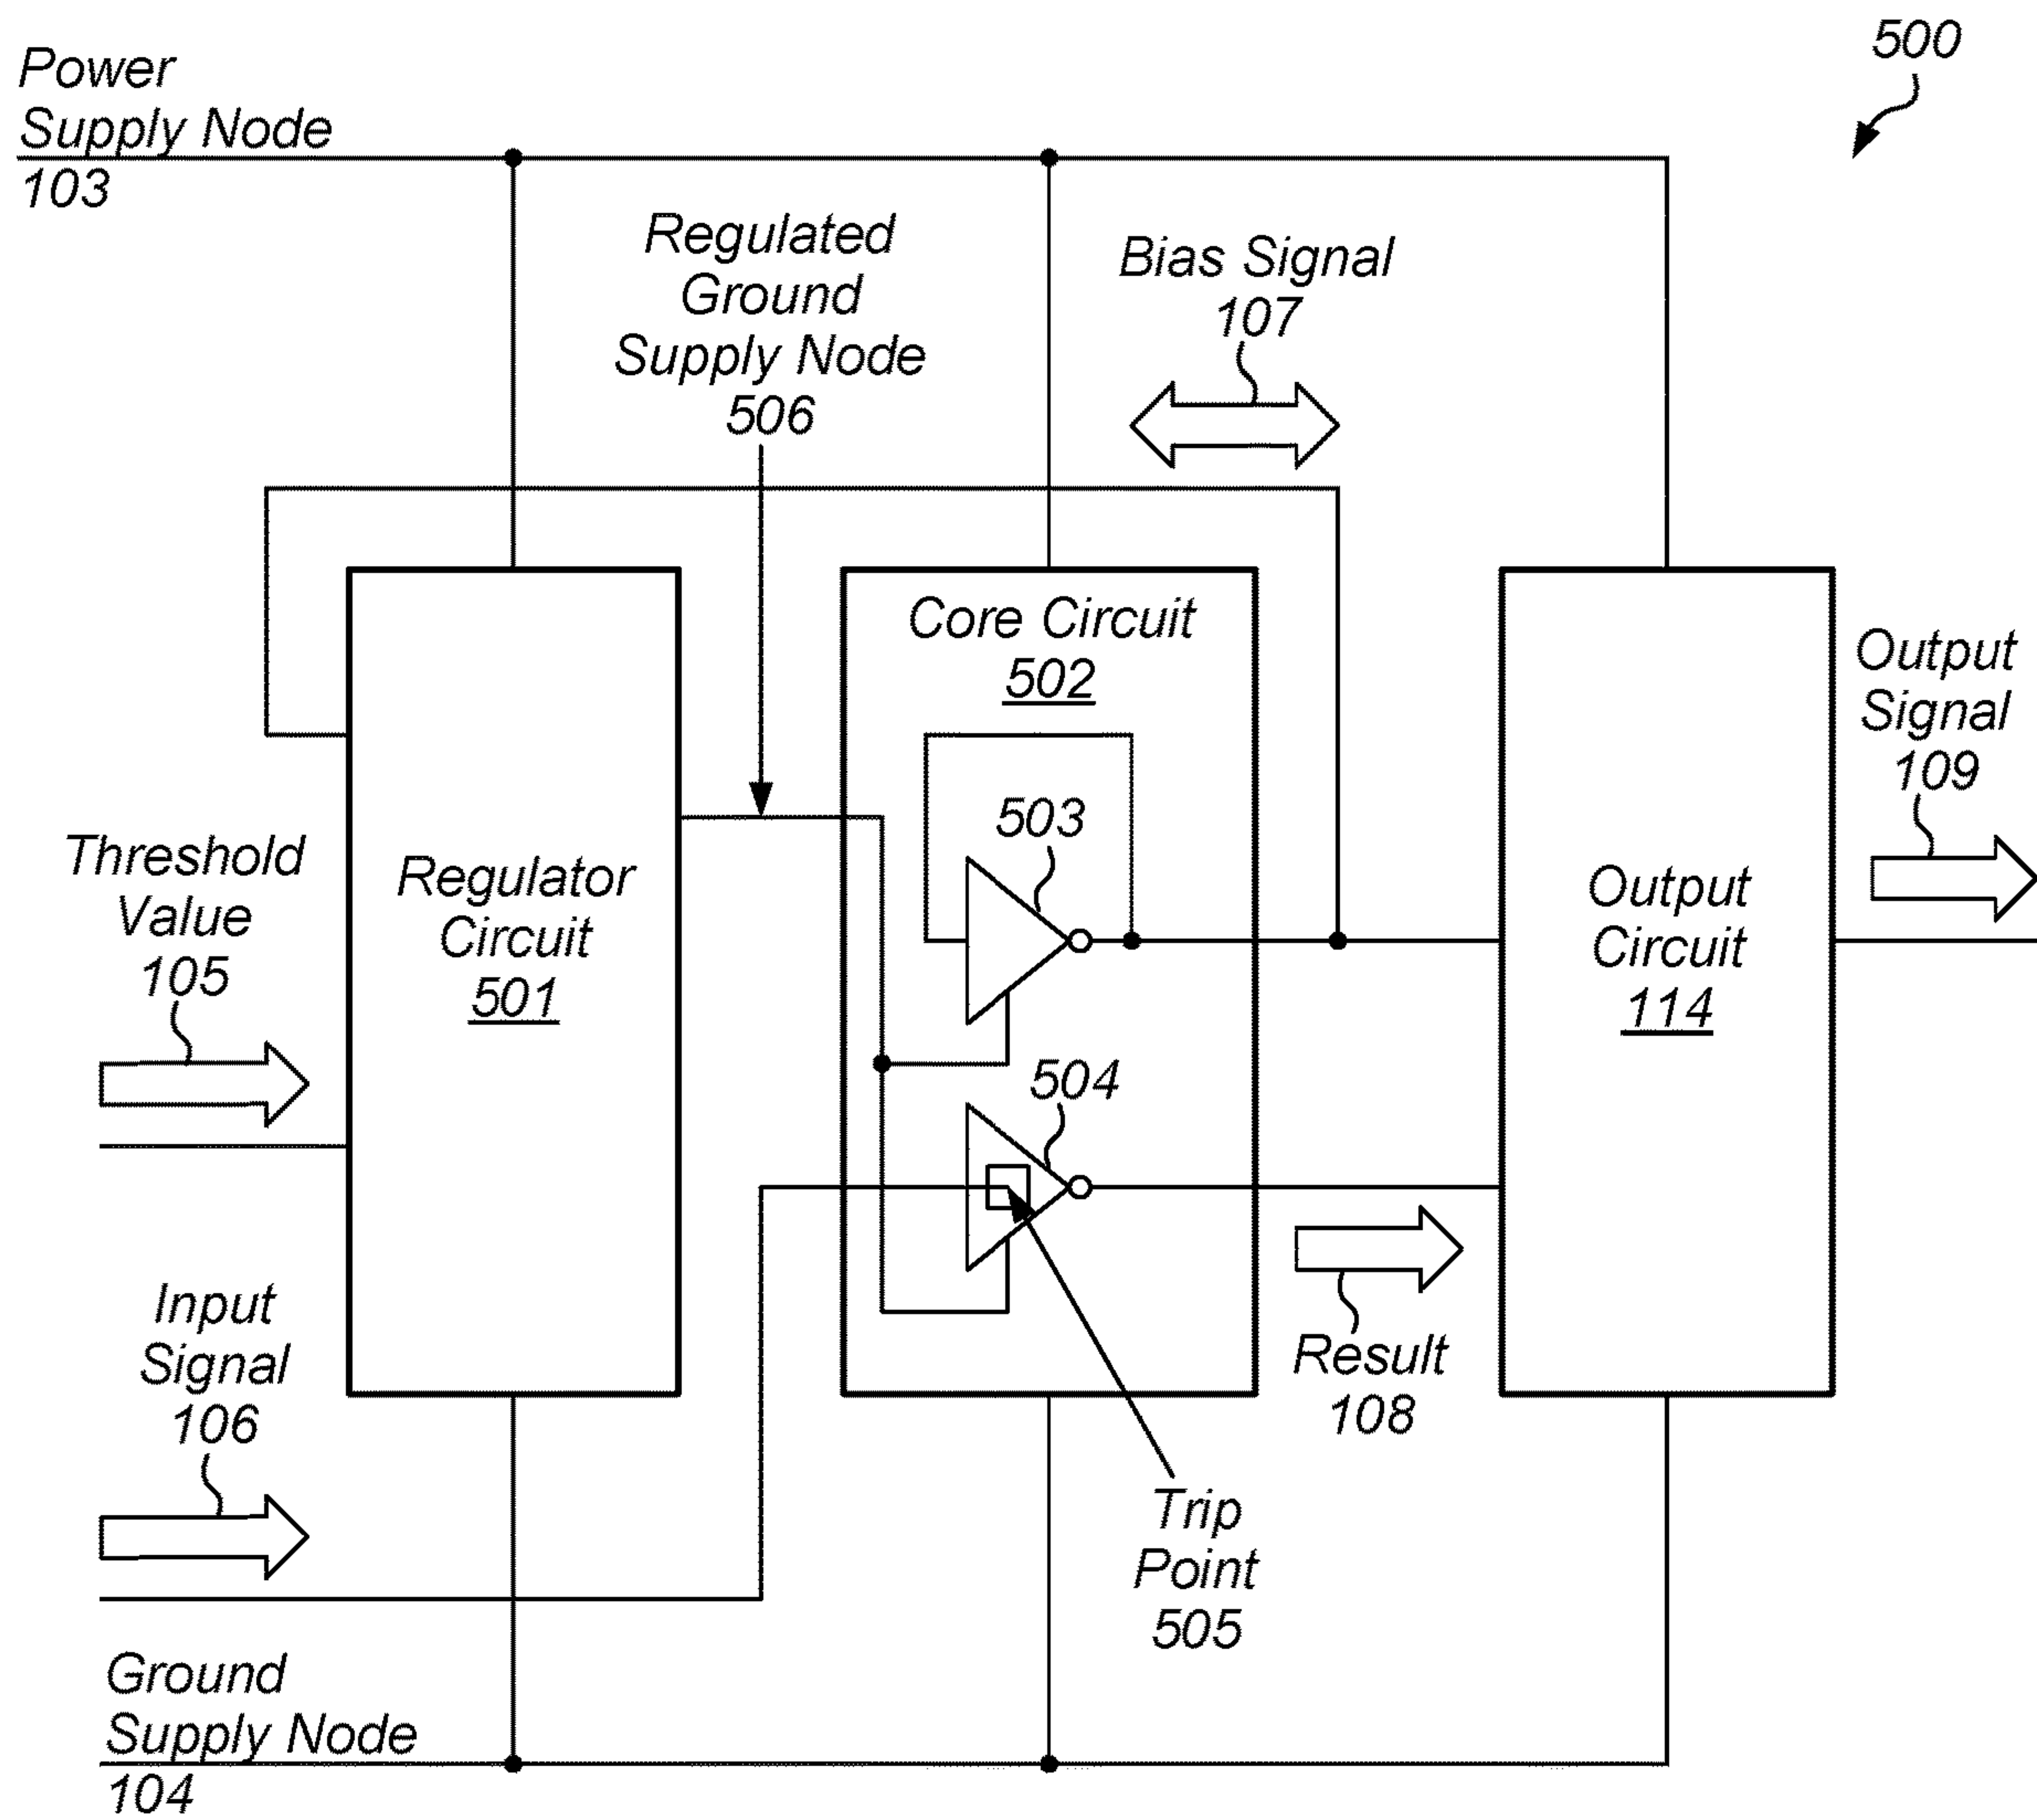 500
Power
Supply Node
103
Regulated
Ground
Supply Node
506
Bias Signal
107
Core Circuit
502
Output
Signal
109
503
Threshold
Value
105
Regulator
Circuit
501
Output
Circuit
114
504
Input
Signal
106
Result
108
Trip
Point
505
Ground
Supply Node
104